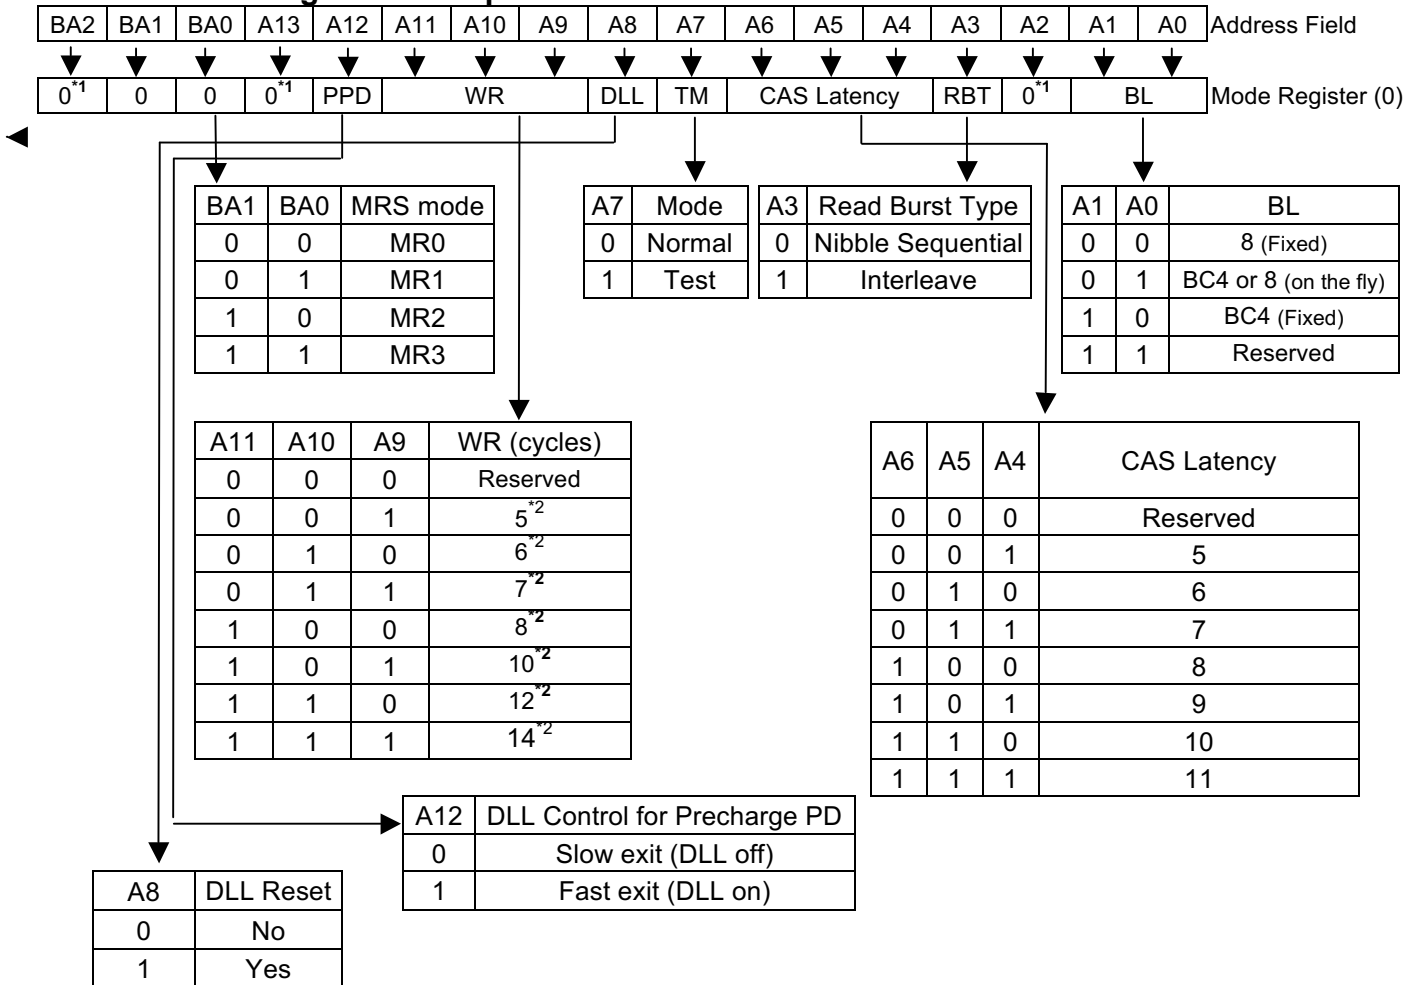 BA2 BA1 BA0 A13 A12 A11 A10 A9 A8 A7 A6 A5 A4 A3 A2 A1 A0 Address Field
0*1 0 0 0*1 PPD WR DLL TM CAS Latency RBT 0*1 BL Mode Register (0)
BA1 BA0 MRS mode
0 0 MR0
0 1 MR1
1 0 MR2
1 1 MR3
A7 Mode
0 Normal
1 Test
A3 Read Burst Type
0 Nibble Sequential
1 Interleave
A1 A0 BL
0 0 8 (Fixed)
0 1 BC4 or 8 (on the fly)
1 0 BC4 (Fixed)
1 1 Reserved
A11 A10 A9 WR (cycles)
0 0 0 Reserved
0 0 1 5*2
0 1 0 6*2
0 1 1 7*2
1 0 0 8*2
1 0 1 10*2
1 1 0 12*2
1 1 1 14*2
A6 A5 A4 CAS Latency
0 0 0 Reserved
0 0 1 5
0 1 0 6
0 1 1 7
1 0 0 8
1 0 1 9
1 1 0 10
1 1 1 11
A12 DLL Control for Precharge PD
0 Slow exit (DLL off)
1 Fast exit (DLL on)
A8 DLL Reset
0 No
1 Yes